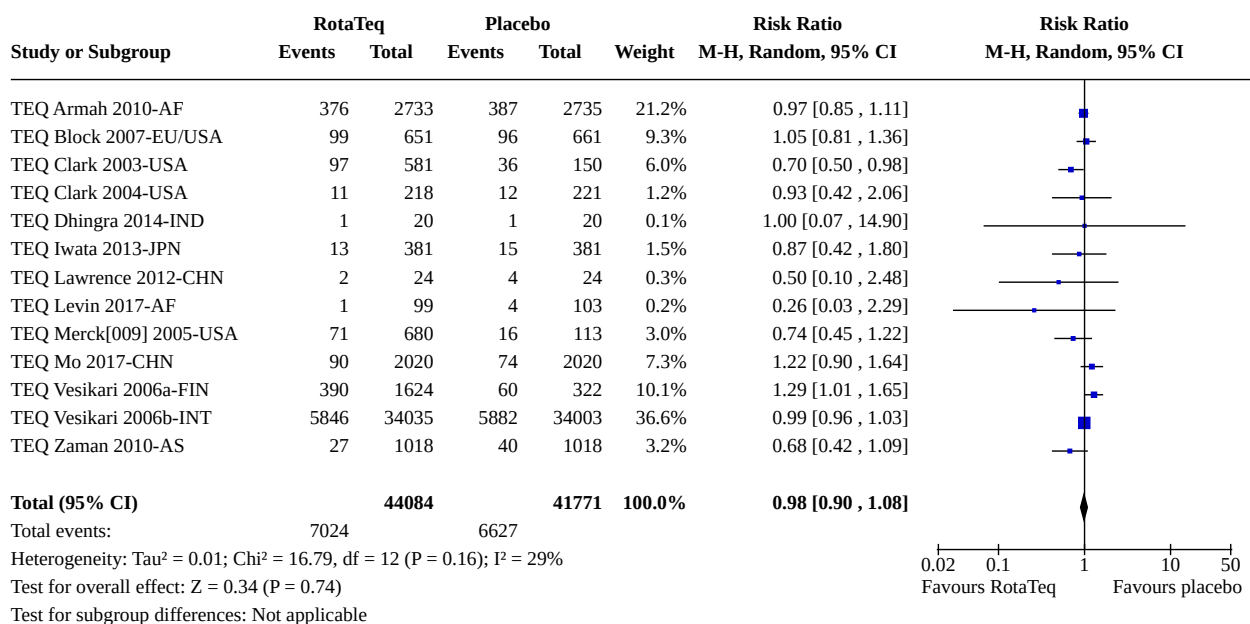 RotaTeq Placebo Risk Ratio Risk Ratio
Study or Subgroup Events Total Events Total Weight M-H, Random, 95% CI M-H, Random, 95% CI
TEQ Armah 2010-AF 376 2733 387 2735 21.2% 0.97 [0.85 , 1.11]
TEQ Block 2007-EU/USA 99 651 96 661 9.3% 1.05 [0.81 , 1.36]
TEQ Clark 2003-USA 97 581 36 150 6.0% 0.70 [0.50 , 0.98]
TEQ Clark 2004-USA 11 218 12 221 1.2% 0.93 [0.42 , 2.06]
TEQ Dhingra 2014-IND 1 20 1 20 0.1% 1.00 [0.07 , 14.90]
TEQ Iwata 2013-JPN 13 381 15 381 1.5% 0.87 [0.42 , 1.80]
TEQ Lawrence 2012-CHN 2 24 4 24 0.3% 0.50 [0.10 , 2.48]
TEQ Levin 2017-AF 1 99 4 103 0.2% 0.26 [0.03 , 2.29]
TEQ Merck[009] 2005-USA 71 680 16 113 3.0% 0.74 [0.45 , 1.22]
TEQ Mo 2017-CHN 90 2020 74 2020 7.3% 1.22 [0.90 , 1.64]
TEQ Vesikari 2006a-FIN 390 1624 60 322 10.1% 1.29 [1.01 , 1.65]
TEQ Vesikari 2006b-INT 5846 34035 5882 34003 36.6% 0.99 [0.96 , 1.03]
TEQ Zaman 2010-AS 27 1018 40 1018 3.2% 0.68 [0.42 , 1.09]
Total (95% CI) 44084 41771 100.0% 0.98 [0.90 , 1.08]
Total events: 7024 6627
Heterogeneity: Tau² = 0.01; Chi² = 16.79, df = 12 (P = 0.16); I² = 29%
Test for overall effect: Z = 0.34 (P = 0.74)
Test for subgroup differences: Not applicable
0.02 0.1 1 10 50
Favours RotaTeq Favours placebo